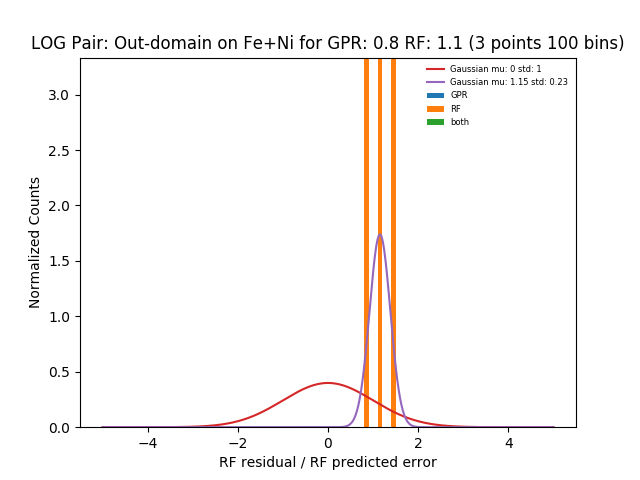 LOG Pair: Out-domain on Fe+Ni for GPR: 0.8 RF: 1.1 (3 points 100 bins)
Gaussian mu: 0 std: 1
Gaussian mu: 1.15 std: 0.23
GPR
RF
both
Normalized Counts
3.0
2.5
2.0
1.5
1.0
0.5
0.0
−4
−2
0
2
4
RF residual / RF predicted error